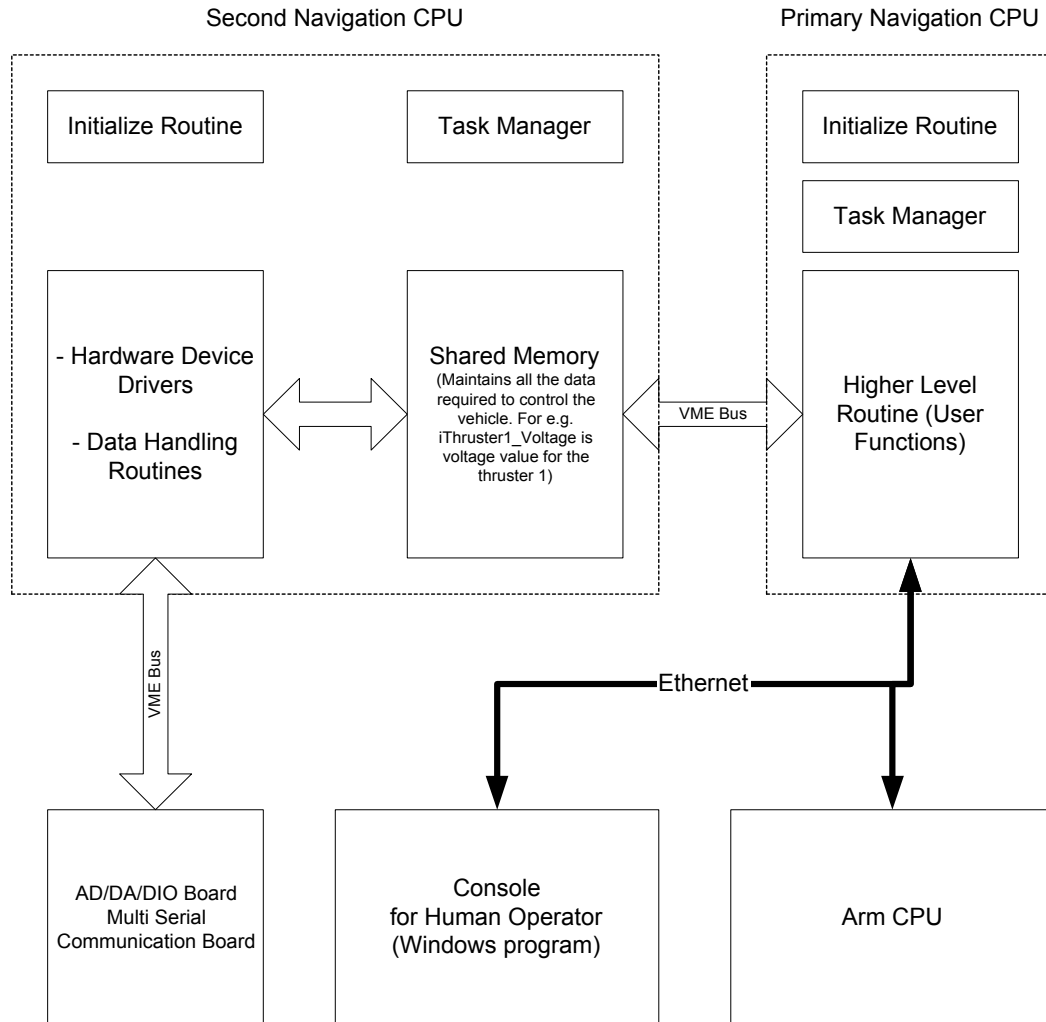 Second Navigation CPU
Primary Navigation CPU
Initialize Routine
Task Manager
Initialize Routine
Task Manager
- Hardware Device
Drivers
- Data Handling
Routines
Shared Memory
(Maintains all the data
required to control the
vehicle. For e.g.
iThruster1_Voltage is
voltage value for the
thruster 1)
VME Bus
Higher Level
Routine (User
Functions)
VME Bus
Ethernet
AD/DA/DIO Board
Multi Serial
Communication Board
Console
for Human Operator
(Windows program)
Arm CPU